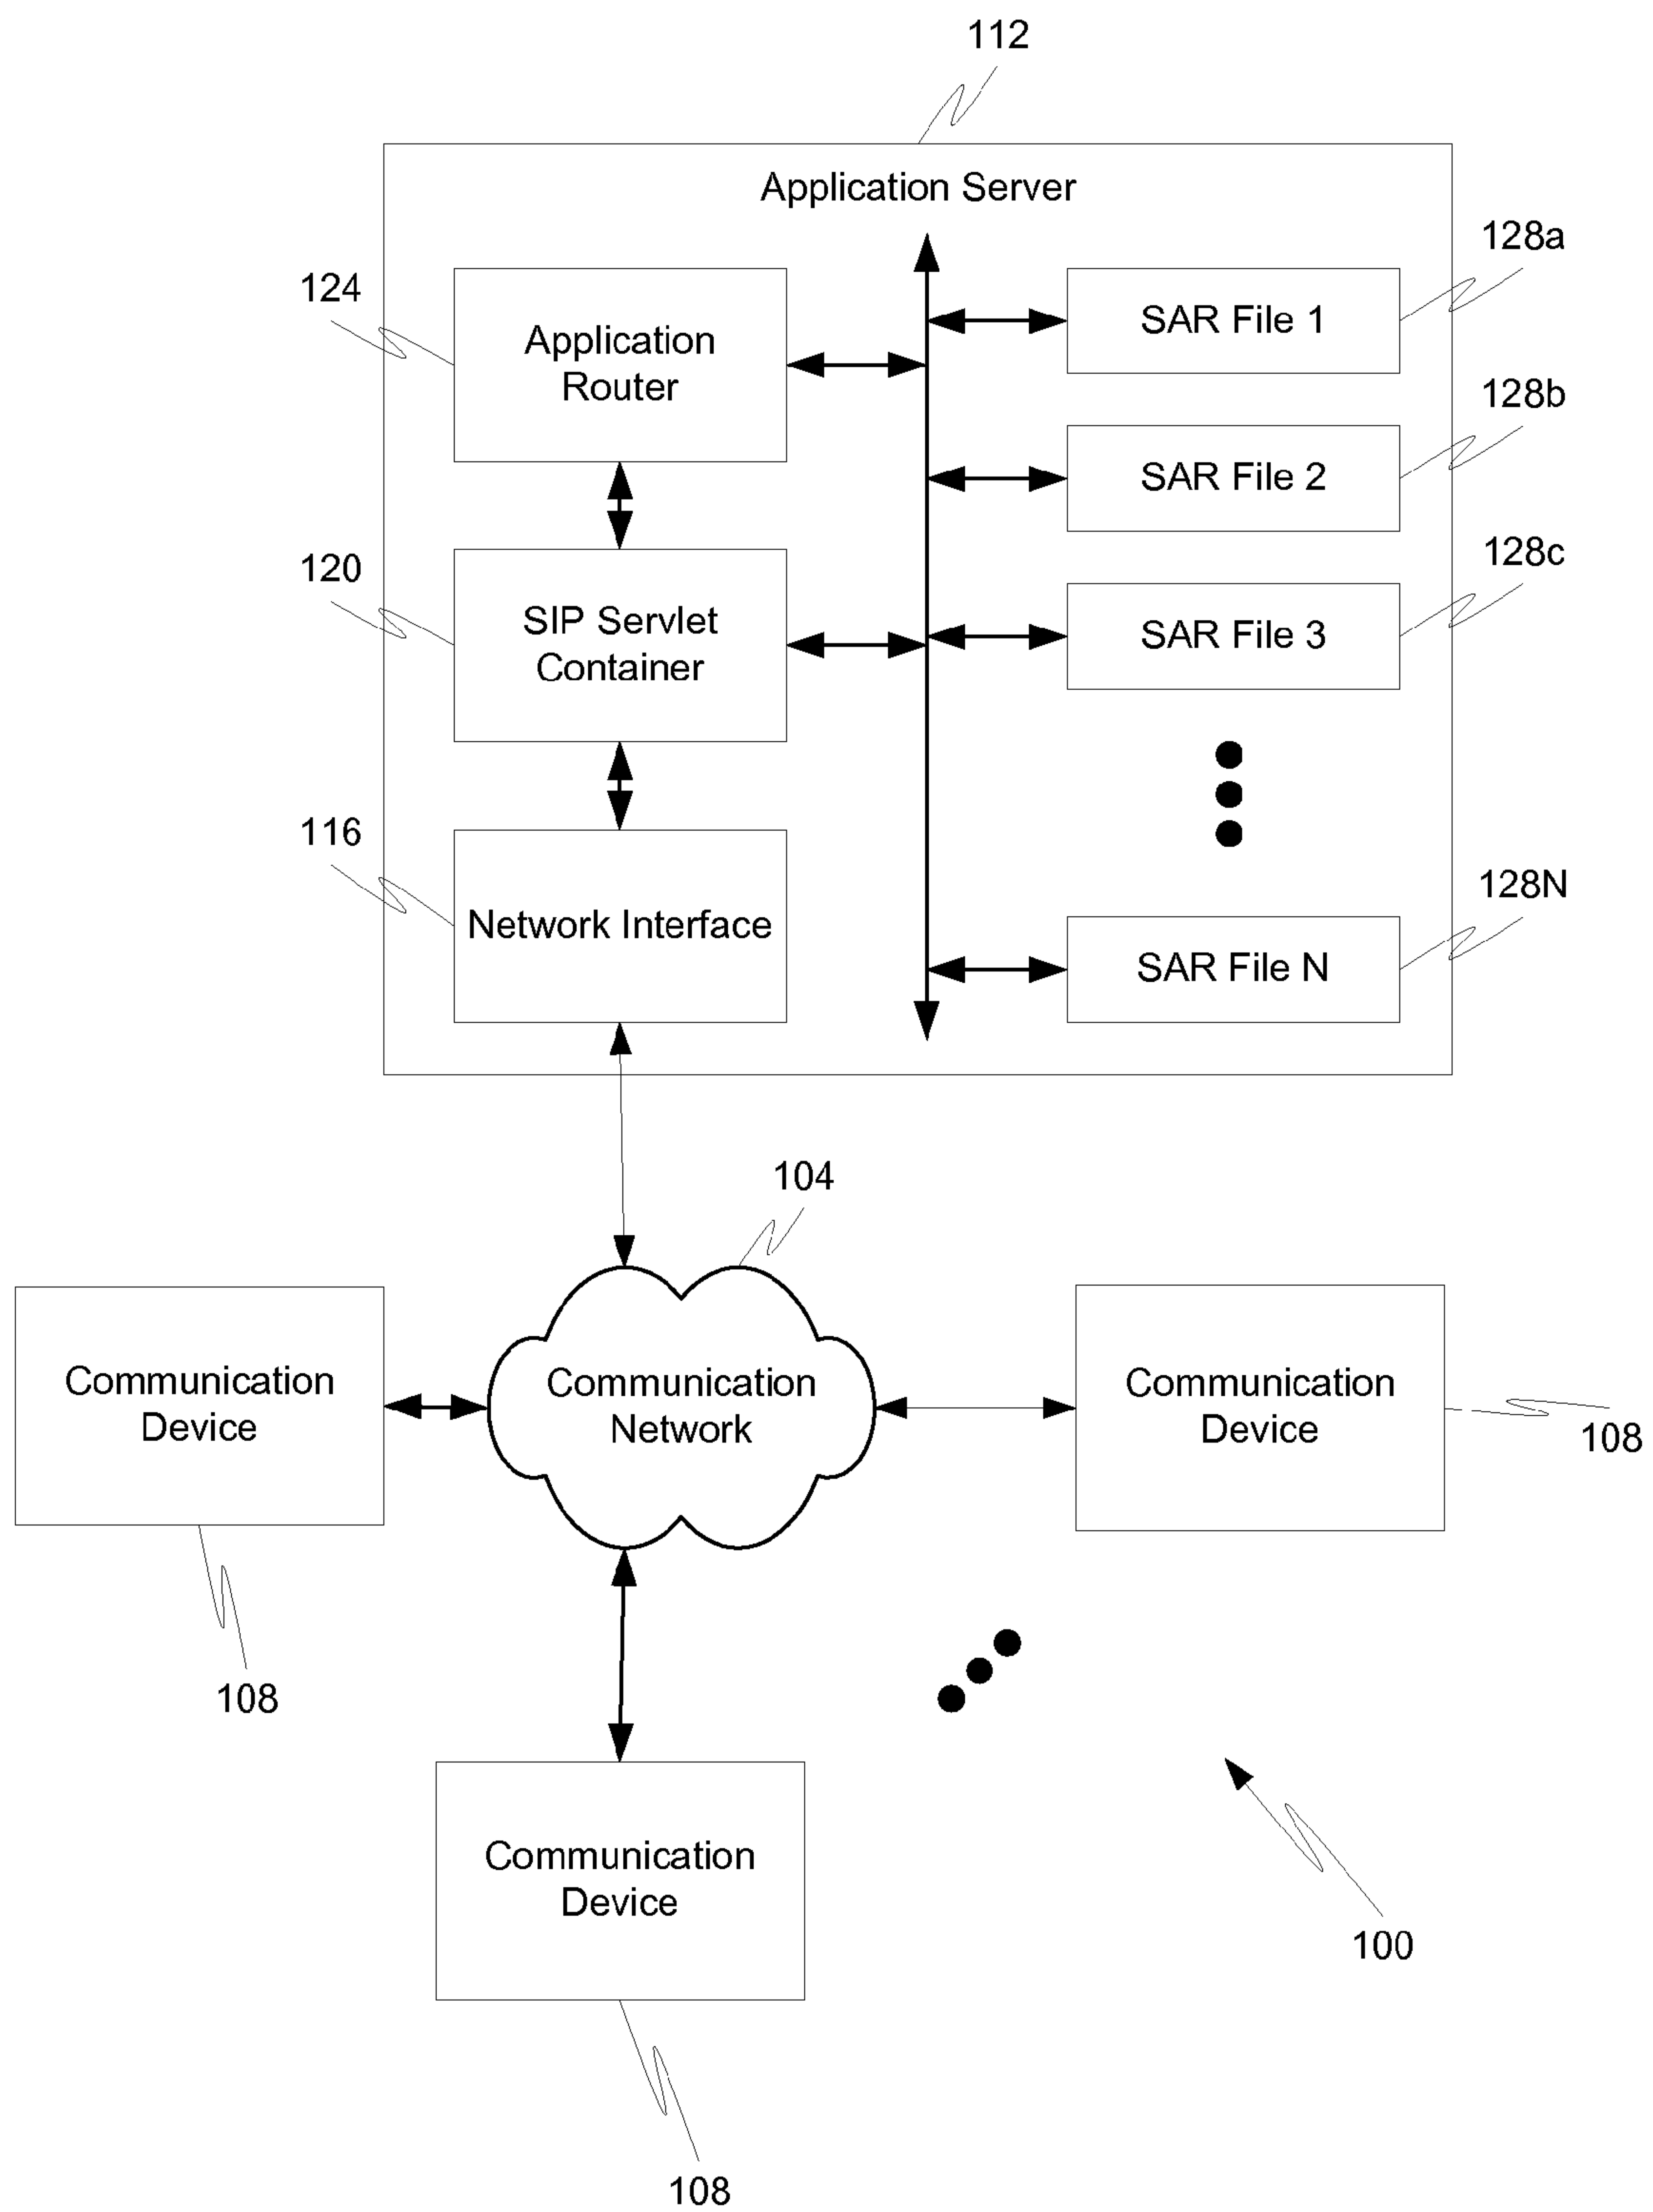 112
Application Server
128a
124
SAR File 1
Application
Router
128b
SAR File 2
120
128c
SIP Servlet
Container
SAR File 3
116
128N
Network Interface
SAR File N
104
Communication
Device
Communication
Network
Communication
Device
108
108
Communication
Device
100
108